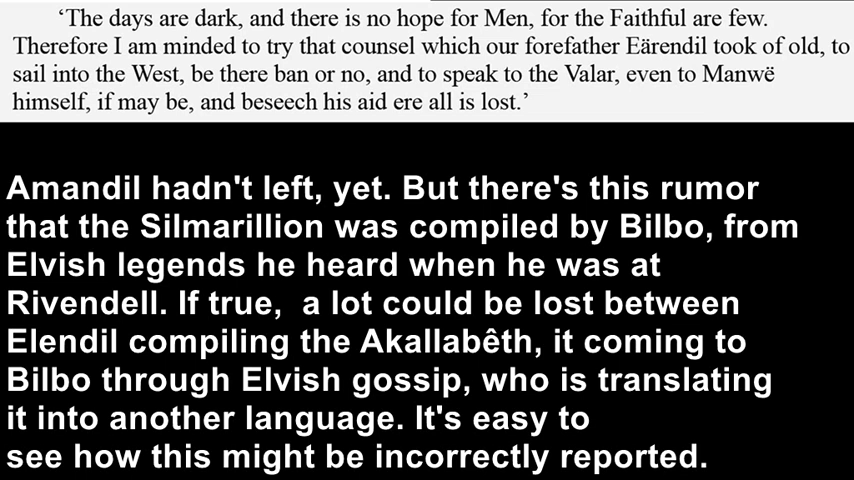 ‘The days are dark, and there is no hope for Men, for the Faithful are few.
Therefore I am minded to try that counsel which our forefather Eärendil took of old, to
sail into the West, be there ban or no, and to speak to the Valar, even to Manwë
himself, if may be, and beseech his aid ere all is lost.’
Amandil hadn't left, yet. But there's this rumor
that the Silmarillion was compiled by Bilbo, from
Elvish legends he heard when he was at
Rivendell. If true,  a lot could be lost between
Elendil compiling the Akallabêth, it coming to
Bilbo through Elvish gossip, who is translating
it into another language. It's easy to
see how this might be incorrectly reported.